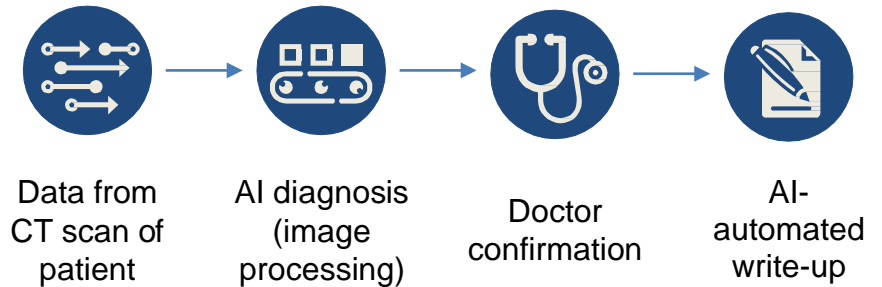 Data from
CT scan of
patient
AI diagnosis
(image
processing)
Doctor
confirmation
AI-
automated
write-up